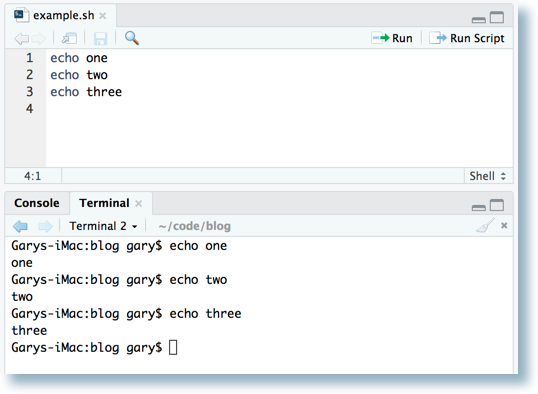 example.sh
Run Run Script
1 echo one
2 echo two
3 echo three
4
4:1 Shell
Console Terminal
Terminal 2 ~/code/blog
Garys-iMac:blog gary$ echo one
one
Garys-iMac:blog gary$ echo two
two
Garys-iMac:blog gary$ echo three
three
Garys-iMac:blog gary$